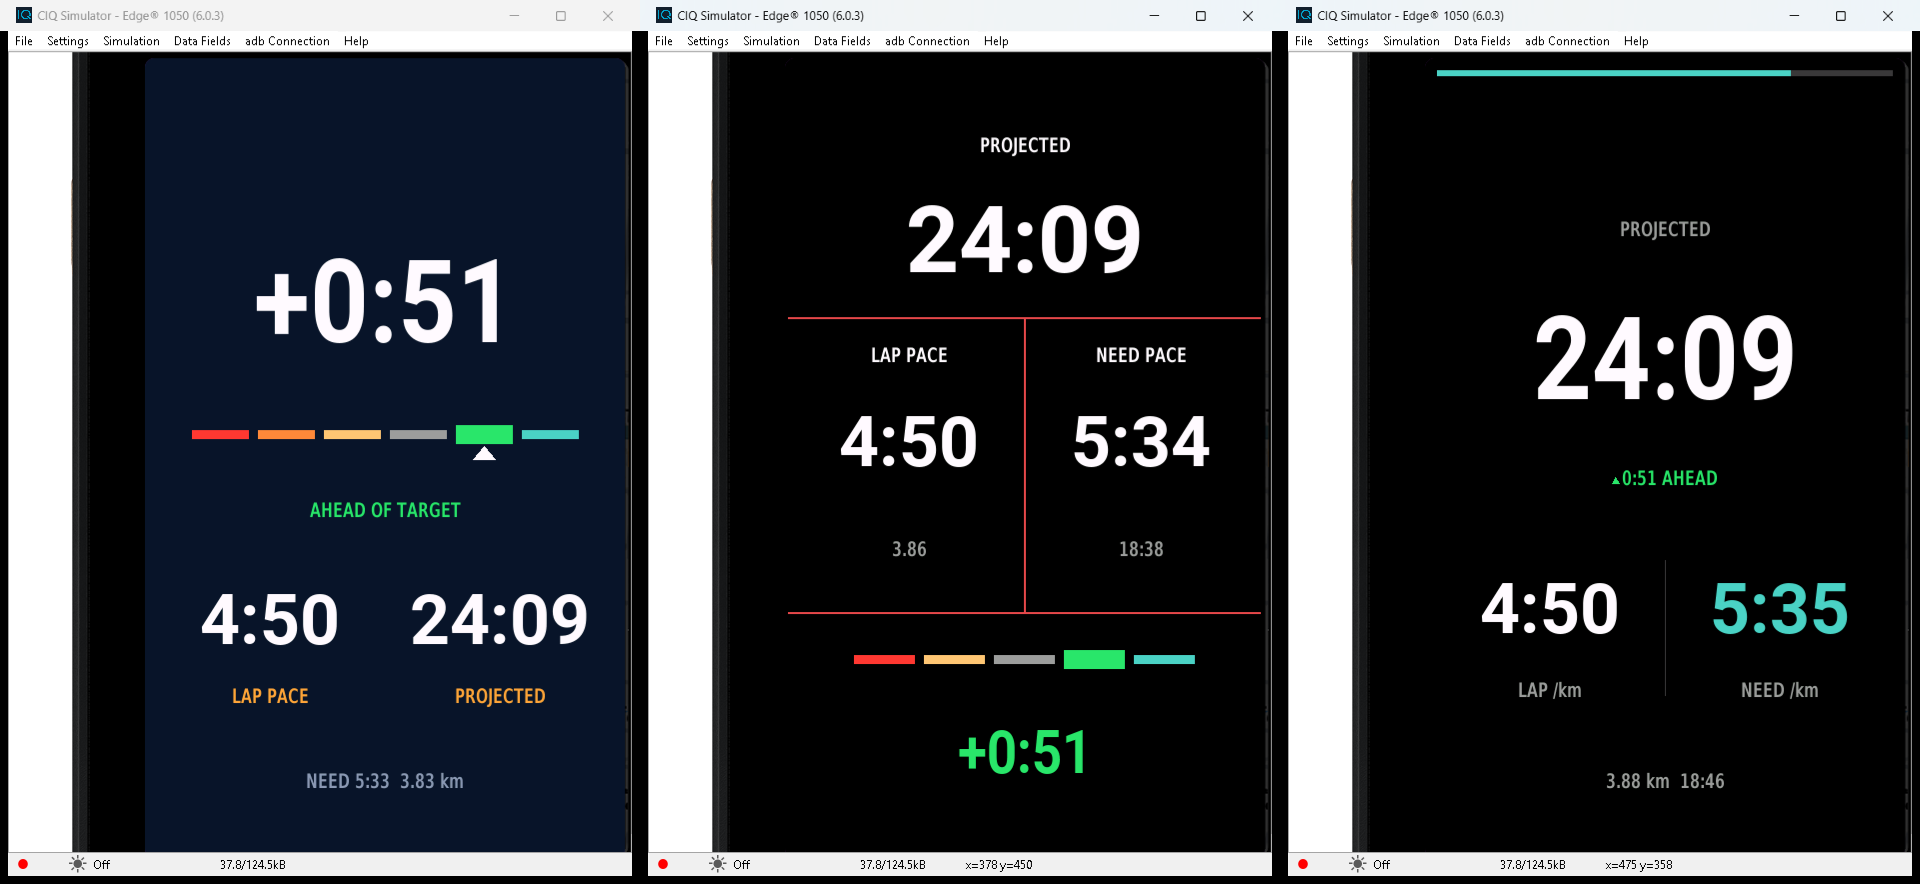 IQ CIQ Simulator - Edge® 1050 (6.0.3)
File Settings Simulation Data Fields adb Connection Help
+0:51
AHEAD OF TARGET
4:50 24:09
LAP PACE PROJECTED
NEED 5:33 3.83 km
Off 37.8/124.5kB
IQ CIQ Simulator - Edge® 1050 (6.0.3)
File Settings Simulation Data Fields adb Connection Help
PROJECTED
24:09
LAP PACE NEED PACE
4:50 5:34
3.86 18:38
+0:51
Off 37.8/124.5kB x=378 y=450
IQ CIQ Simulator - Edge® 1050 (6.0.3)
File Settings Simulation Data Fields adb Connection Help
PROJECTED
24:09
▲0:51 AHEAD
4:50 5:35
LAP /km NEED /km
3.88 km 18:46
Off 37.8/124.5kB x=475 y=358